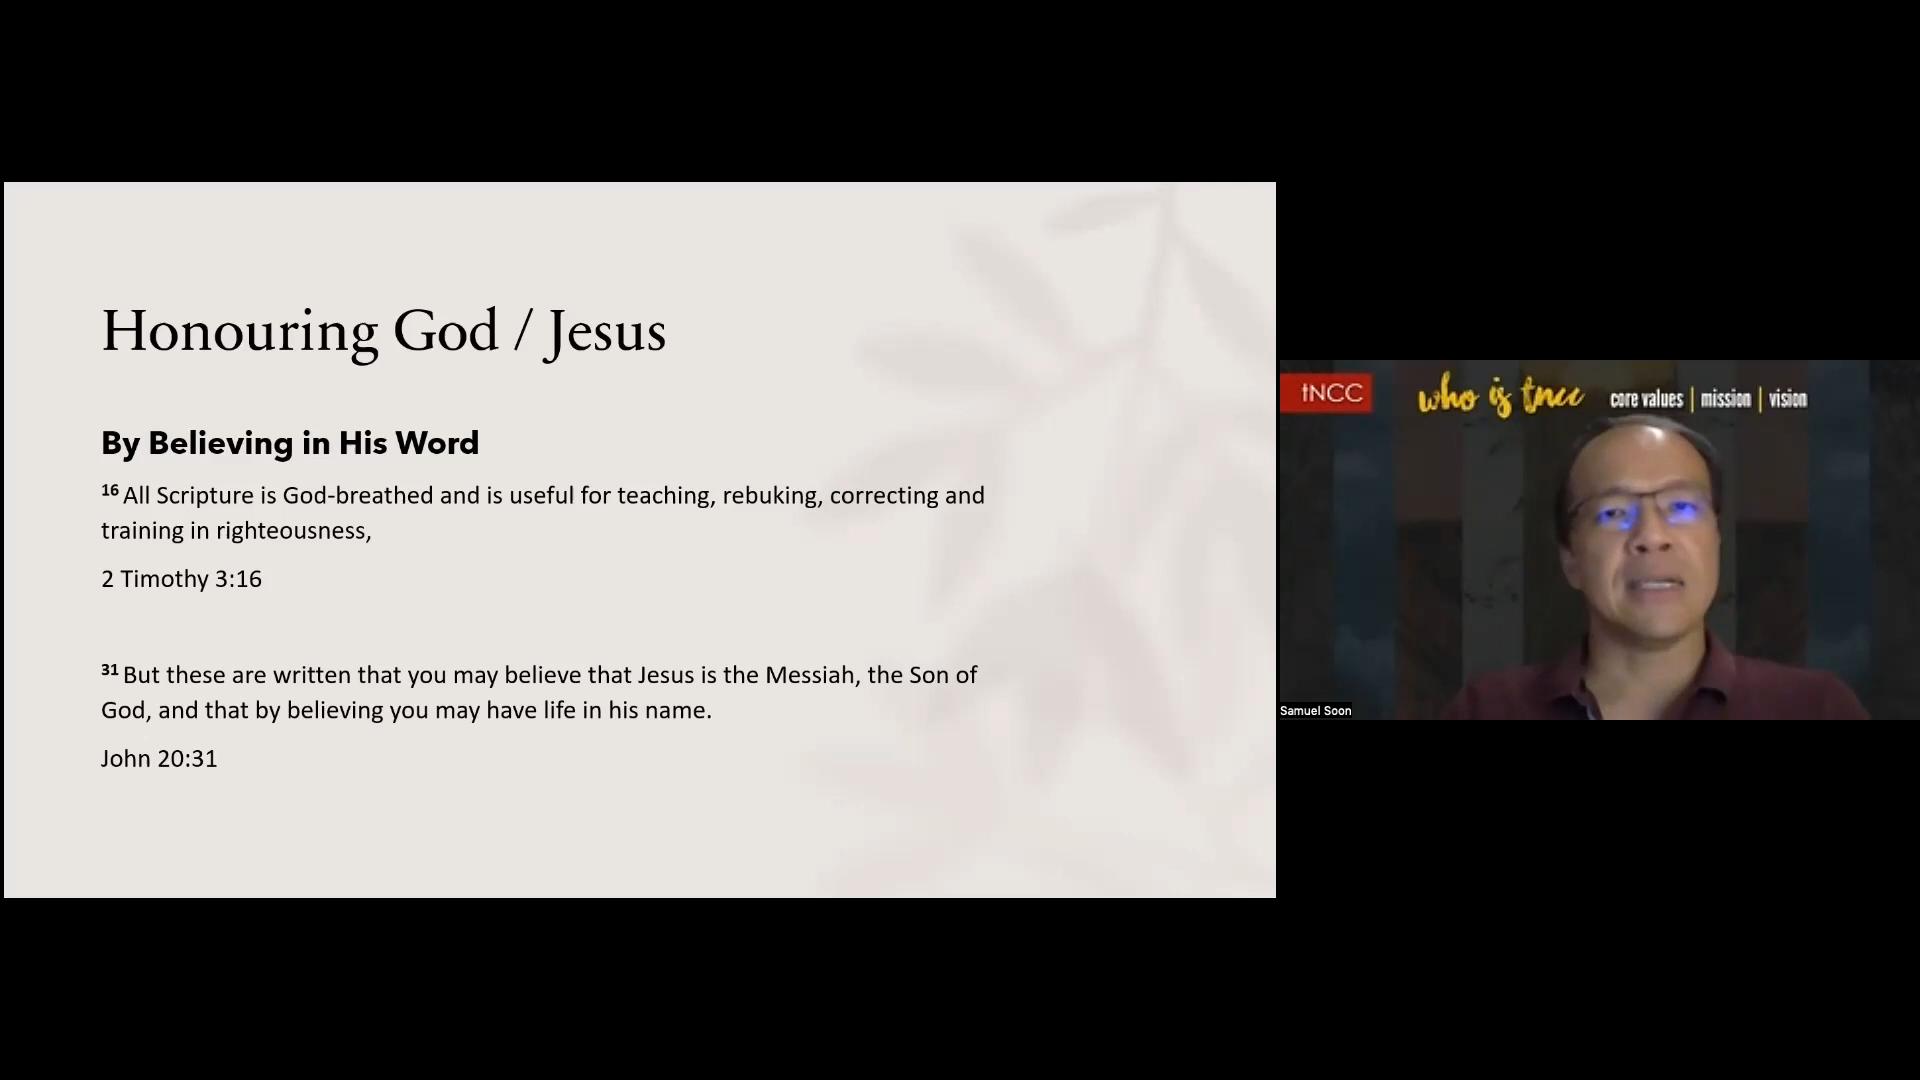 Honouring God / Jesus
By Believing in His Word
16 All Scripture is God-breathed and is useful for teaching, rebuking, correcting and
training in righteousness,
2 Timothy 3:16
31 But these are written that you may believe that Jesus is the Messiah, the Son of
God, and that by believing you may have life in his name.
John 20:31
tNCC
who is tncc
core values | mission | vision
Samuel Soon